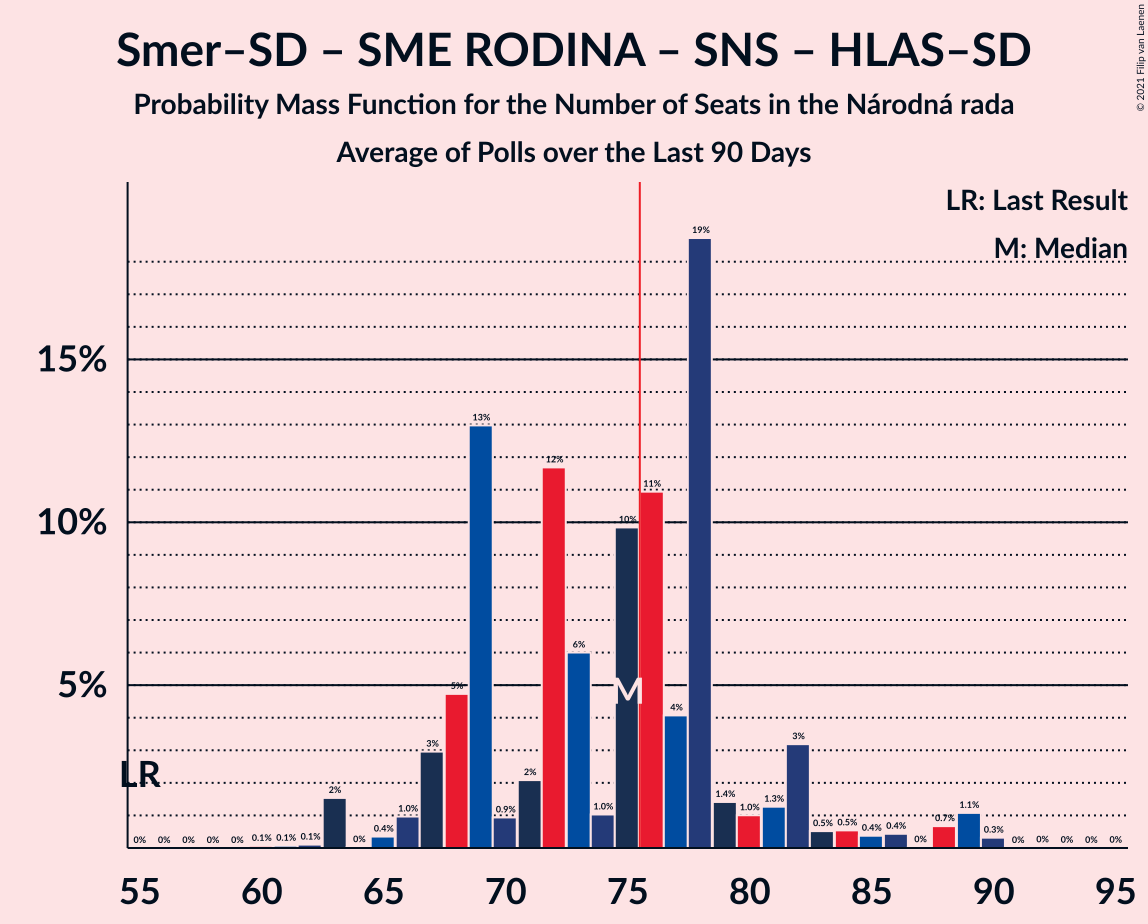 Smer–SD – SME RODINA – SNS – HLAS–SD
Probability Mass Function for the Number of Seats in the Národná rada
Average of Polls over the Last 90 Days
© 2021 Filip van Laenen
LR: Last Result
M: Median
15%
10%
5%
LR
M
0% 0% 0% 0% 0% 0.1% 0.1% 0.1% 2% 0% 0.4% 1.0% 3% 5% 13% 0.9% 2% 12% 6% 1.0% 10% 11% 4% 19% 1.4% 1.0% 1.3% 3% 0.5% 0.5% 0.4% 0.4% 0% 0.7% 1.1% 0.3% 0% 0% 0% 0% 0%
55 60 65 70 75 80 85 90 95